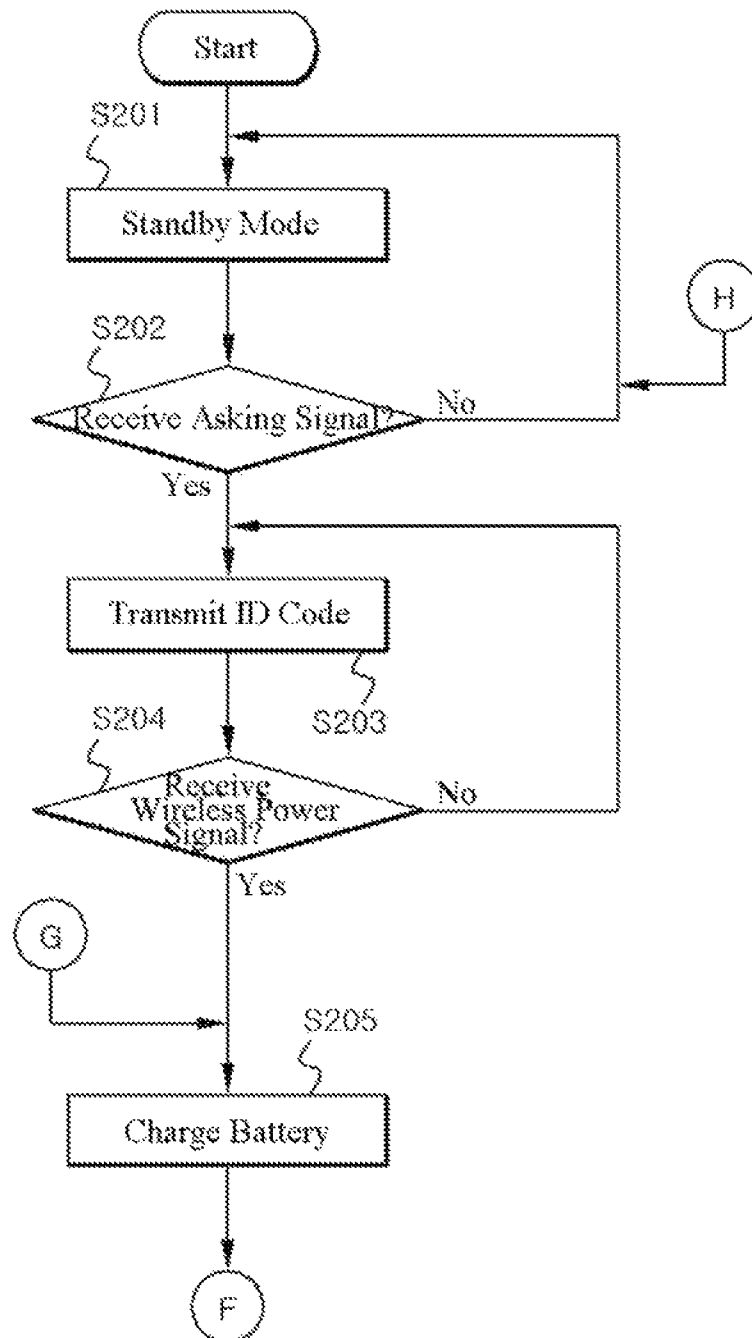 Start
S201
Standby Mode
H
S202
Receive Asking Signal?
No
Yes
Transmit ID Code
S203
S204
Receive
Wireless Power
Signal?
No
Yes
G
S205
Charge Battery
F